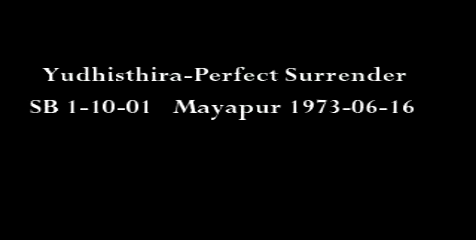 Yudhisthira-Perfect Surrender
SB 1-10-01 Mayapur 1973-06-16